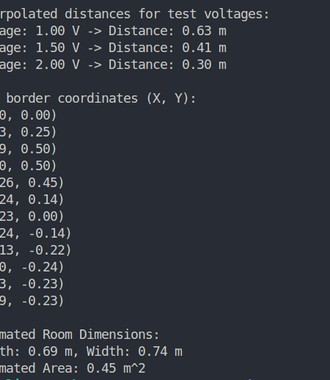 rpolated distances for test voltages:
age: 1.00 V -> Distance: 0.63 m
age: 1.50 V -> Distance: 0.41 m
age: 2.00 V -> Distance: 0.30 m
border coordinates (X, Y):
0, 0.00)
3, 0.25)
9, 0.50)
0, 0.50)
26, 0.45)
24, 0.14)
23, 0.00)
24, -0.14)
13, -0.22)
0, -0.24)
3, -0.23)
9, -0.23)
mated Room Dimensions:
th: 0.69 m, Width: 0.74 m
mated Area: 0.45 m^2